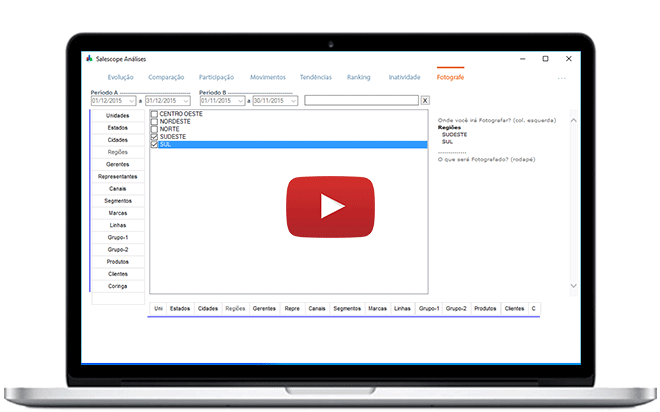 Salescope Análises
Evolução Comparação Participação Movimentos Tendências Ranking Inatividade Fotografe ...
Período A Período B
01/12/2015 a 31/12/2015 01/11/2015 a 30/11/2015 X
Unidades
Estados
Cidades
Regiões
Gerentes
Representantes
Canais
Segmentos
Marcas
Linhas
Grupo-1
Grupo-2
Produtos
Clientes
Coringa
CENTRO OESTE
NORDESTE
NORTE
SUDESTE
SUL
Onde você irá Fotografar? (col. esquerda)
Regiões
SUDESTE
SUL
--------------
O que será Fotografado? (rodapé)
Uni Estados Cidades Regiões Gerentes Repre Canais Segmentos Marcas Linhas Grupo-1 Grupo-2 Produtos Clientes C